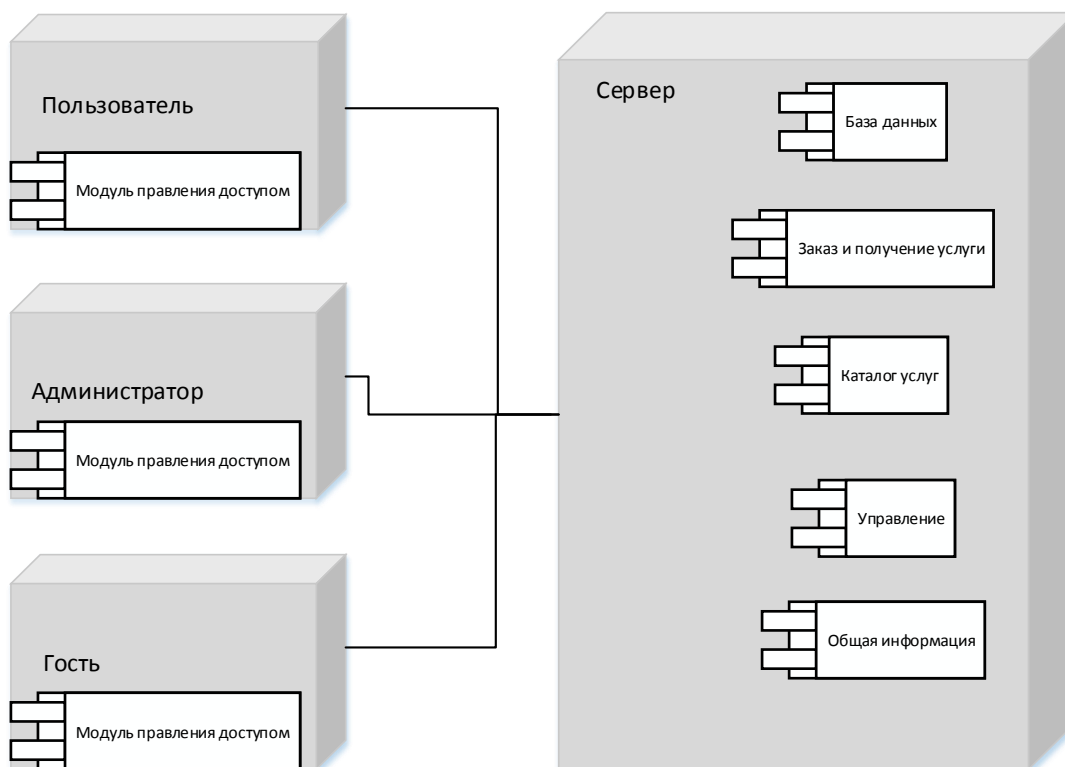 Пользователь
Модуль правления доступом
Администратор
Модуль правления доступом
Гость
Модуль правления доступом
Сервер
База данных
Заказ и получение услуги
Каталог услуг
Управление
Общая информация